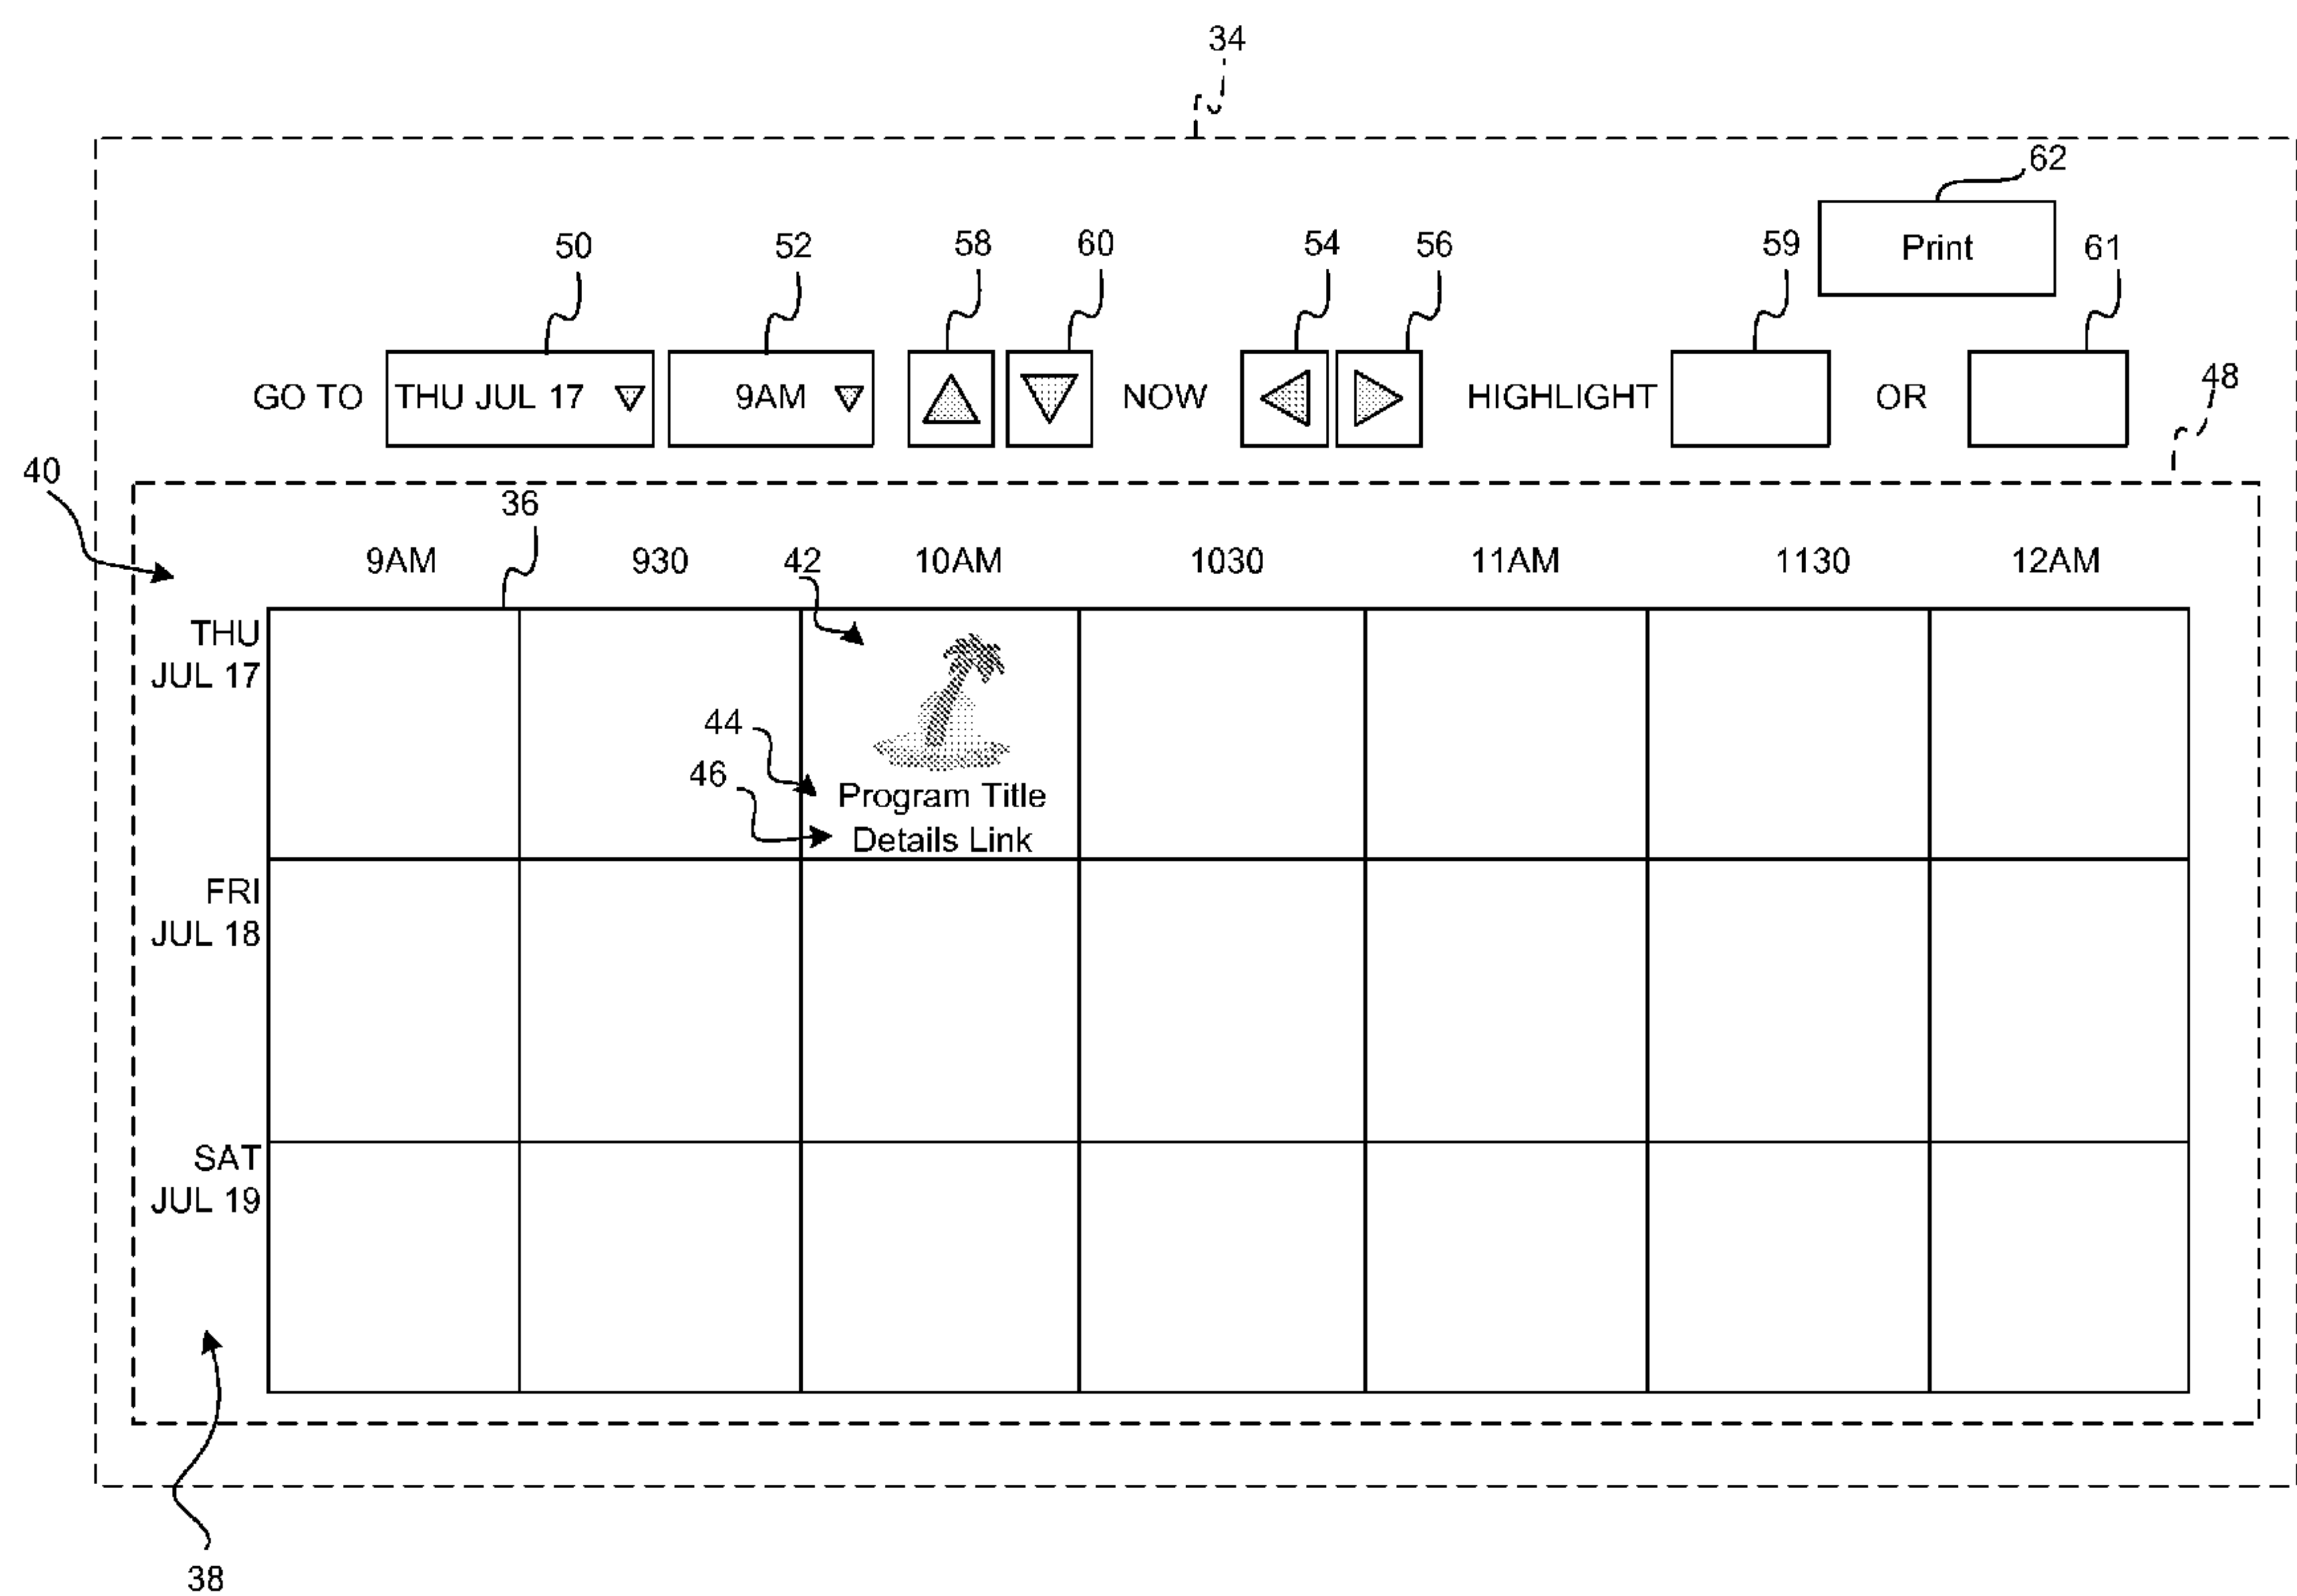 34
62
50 52 58 60 54 56 59 Print 61
GO TO THU JUL 17 9AM NOW HIGHLIGHT OR 48
40
36
9AM 930 42 10AM 1030 11AM 1130 12AM
THU
JUL 17
44
46
Program Title
Details Link
FRI
JUL 18
SAT
JUL 19
38